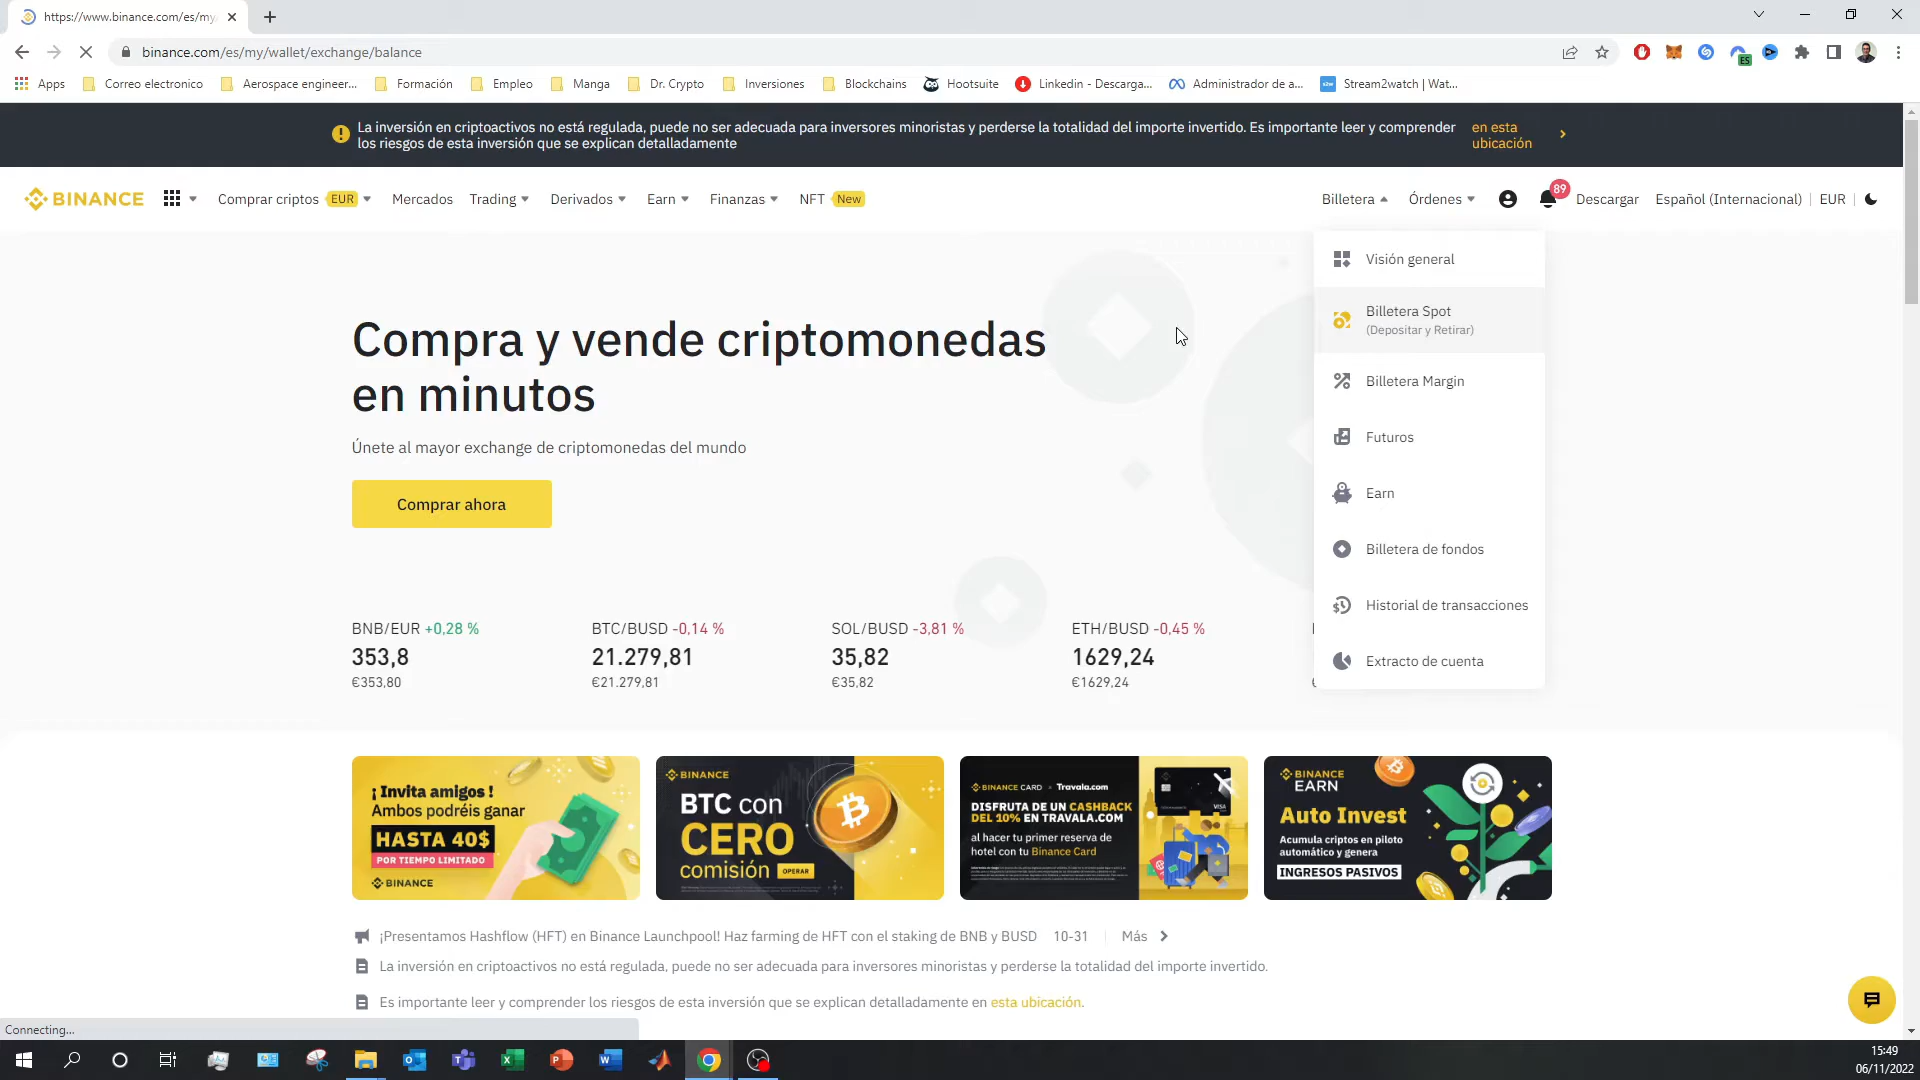 https://www.binance.com/es/my/
binance.com/es/my/wallet/exchange/balance
ES
Apps
Correo electronico
Aerospace engineer...
Formación
Empleo
Manga
Dr. Crypto
Inversiones
Blockchains
Hootsuite
Linkedin - Descarga...
Administrador de a...
Stream2watch | Wat...
La inversión en criptoactivos no está regulada, puede no ser adecuada para inversores minoristas y perderse la totalidad del importe invertido. Es importante leer y comprender
los riesgos de esta inversión que se explican detalladamente
en esta
ubicación
BINANCE
Comprar criptos EUR
Mercados
Trading
Derivados
Earn
Finanzas
NFT New
Billetera
Órdenes
89
Descargar
Español (Internacional)
EUR
Visión general
Billetera Spot
(Depositar y Retirar)
Billetera Margin
Futuros
Earn
Billetera de fondos
Historial de transacciones
Extracto de cuenta
Compra y vende criptomonedas
en minutos
Únete al mayor exchange de criptomonedas del mundo
Comprar ahora
BNB/EUR +0,28 %
353,8
€353,80
BTC/BUSD -0,14 %
21.279,81
€21.279,81
SOL/BUSD -3,81 %
35,82
€35,82
ETH/BUSD -0,45 %
1629,24
€1629,24
¡Invita amigos!
Ambos podréis ganar
HASTA 40$
POR TIEMPO LIMITADO
BINANCE
BINANCE
BTC con
CERO
comisión OPERAR
BINANCE CARD x Travala.com
DISFRUTA DE UN CASHBACK
DEL 10% EN TRAVALA.COM
al hacer tu primer reserva de
hotel con tu Binance Card
VISA
BINANCE
EARN
Auto Invest
Acumula criptos en piloto
automático y genera
INGRESOS PASIVOS
¡Presentamos Hashflow (HFT) en Binance Launchpool! Haz farming de HFT con el staking de BNB y BUSD 10-31 Más
La inversión en criptoactivos no está regulada, puede no ser adecuada para inversores minoristas y perderse la totalidad del importe invertido.
Es importante leer y comprender los riesgos de esta inversión que se explican detalladamente en esta ubicación.
Connecting...
15:49
06/11/2022